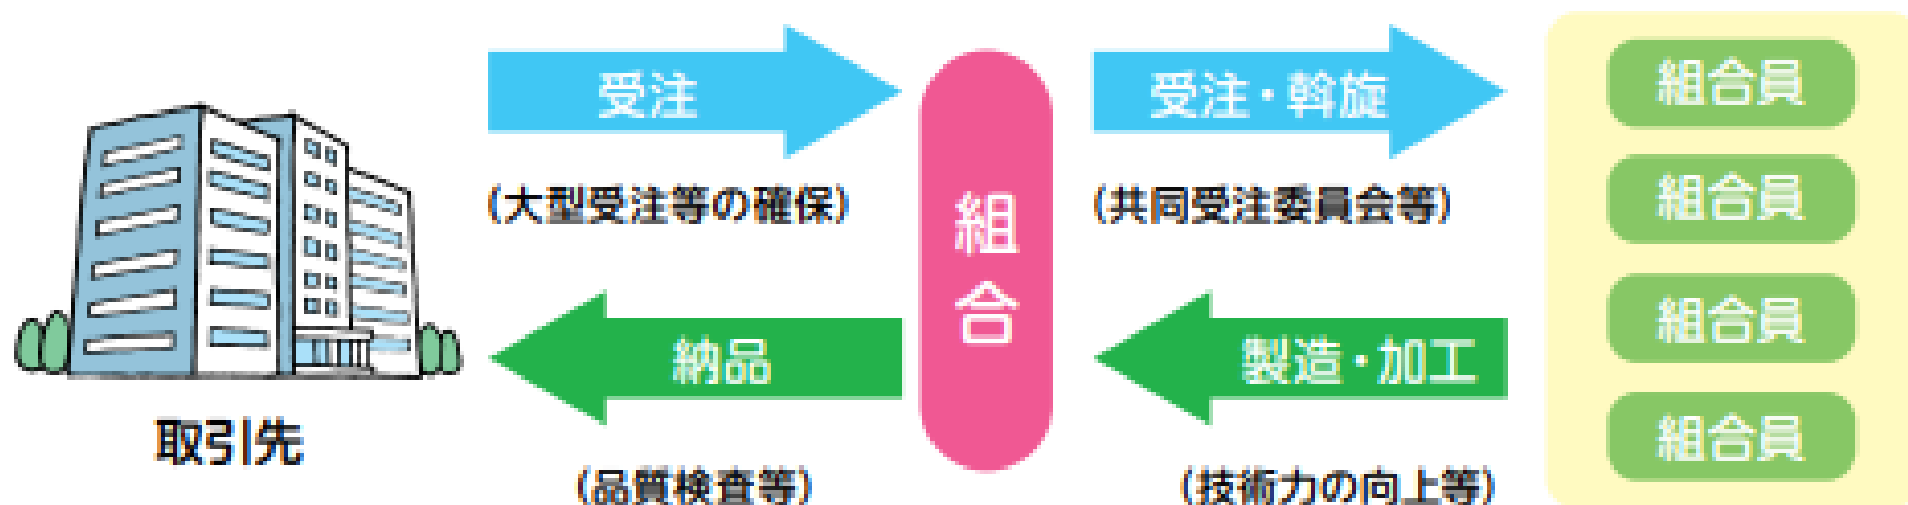 受注
(大型受注等の確保)
納品
(品質検査等)
取引先
組合
受注・斡旋
(共同受注委員会等)
製造・加工
(技術力の向上等)
組合員
組合員
組合員
組合員